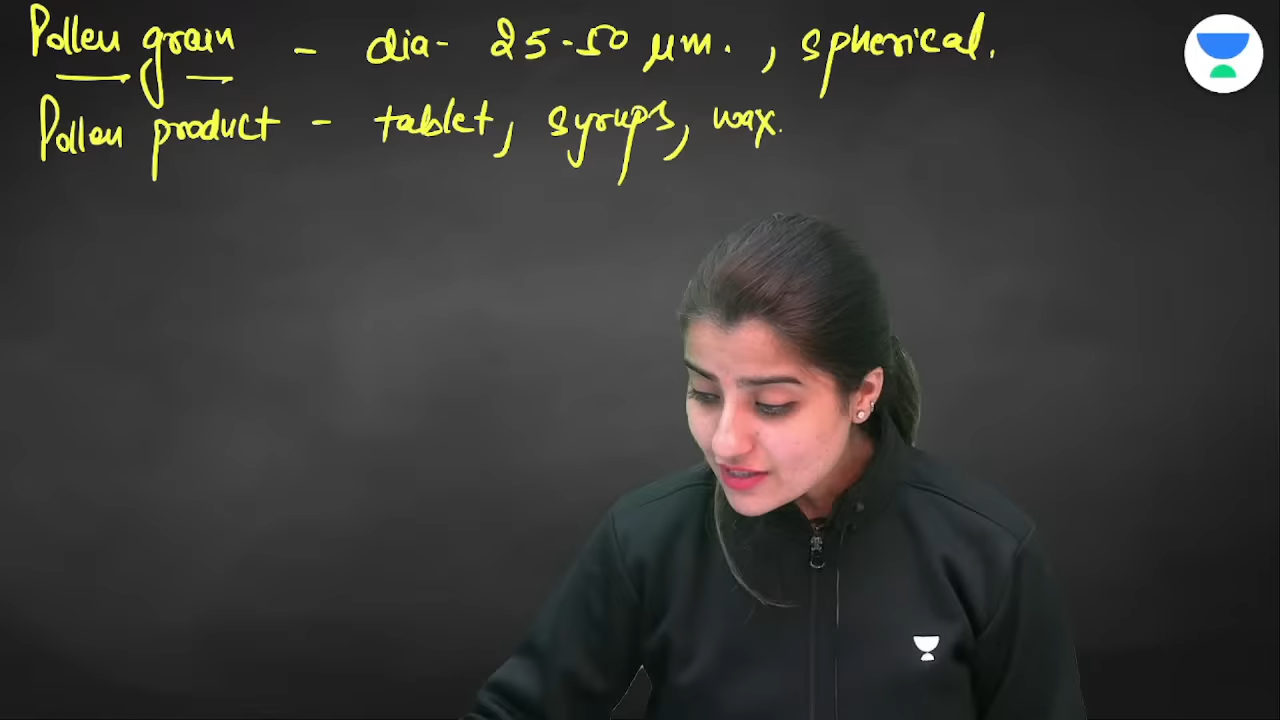 Pollen grain - dia- 25-50 μm. , spherical.
Pollen product - tablet, syrups, wax.